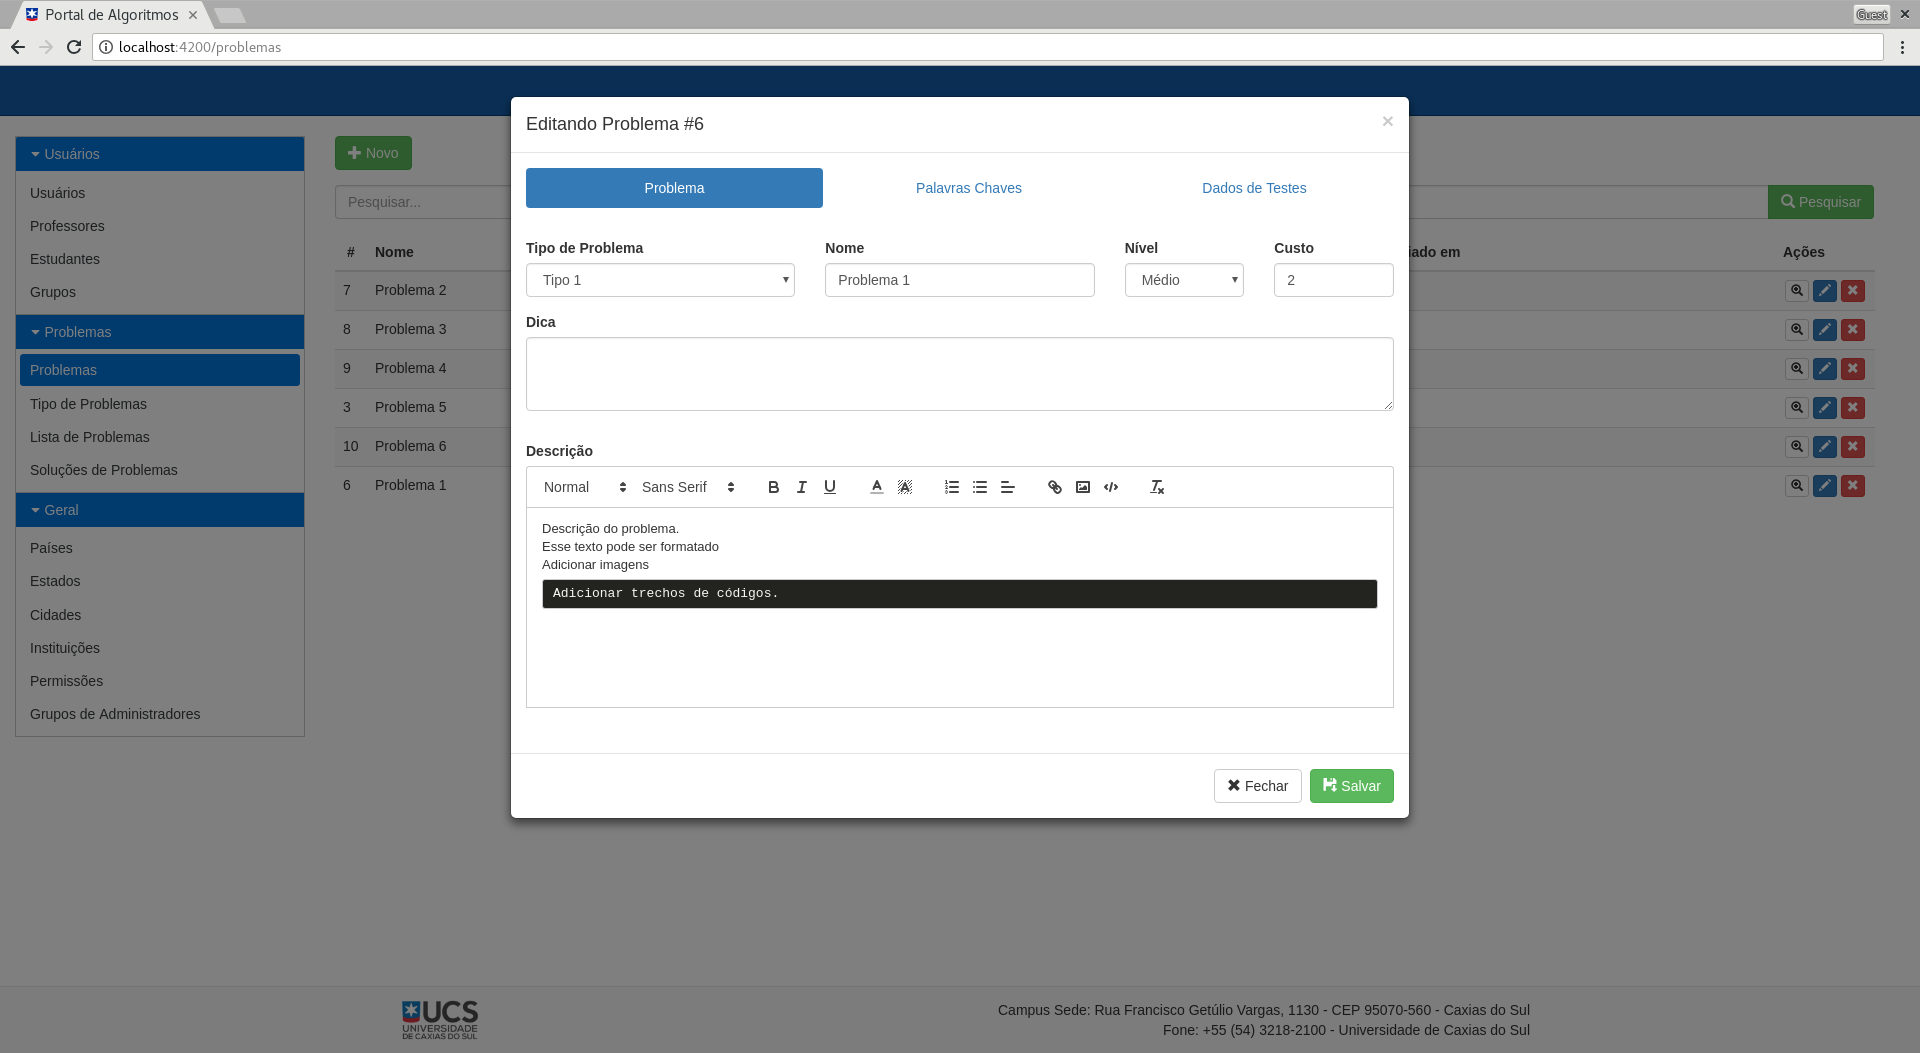 Portal de Algoritmos
Guest
localhost:4200/problemas
Usuários
Usuários
Professores
Estudantes
Grupos
Problemas
Problemas
Tipo de Problemas
Lista de Problemas
Soluções de Problemas
Geral
Países
Estados
Cidades
Instituições
Permissões
Grupos de Administradores
Novo
Pesquisar...
Pesquisar
# Nome iado em Ações
7 Problema 2
8 Problema 3
9 Problema 4
3 Problema 5
10 Problema 6
6 Problema 1
Editando Problema #6 ×
Problema Palavras Chaves Dados de Testes
Tipo de Problema Nome Nível Custo
Tipo 1 Problema 1 Médio 2
Dica
Descrição
Normal Sans Serif B I U A A
Descrição do problema.
Esse texto pode ser formatado
Adicionar imagens
Adicionar trechos de códigos.
Fechar Salvar
UCS
UNIVERSIDADE
DE CAXIAS DO SUL
Campus Sede: Rua Francisco Getúlio Vargas, 1130 - CEP 95070-560 - Caxias do Sul
Fone: +55 (54) 3218-2100 - Universidade de Caxias do Sul